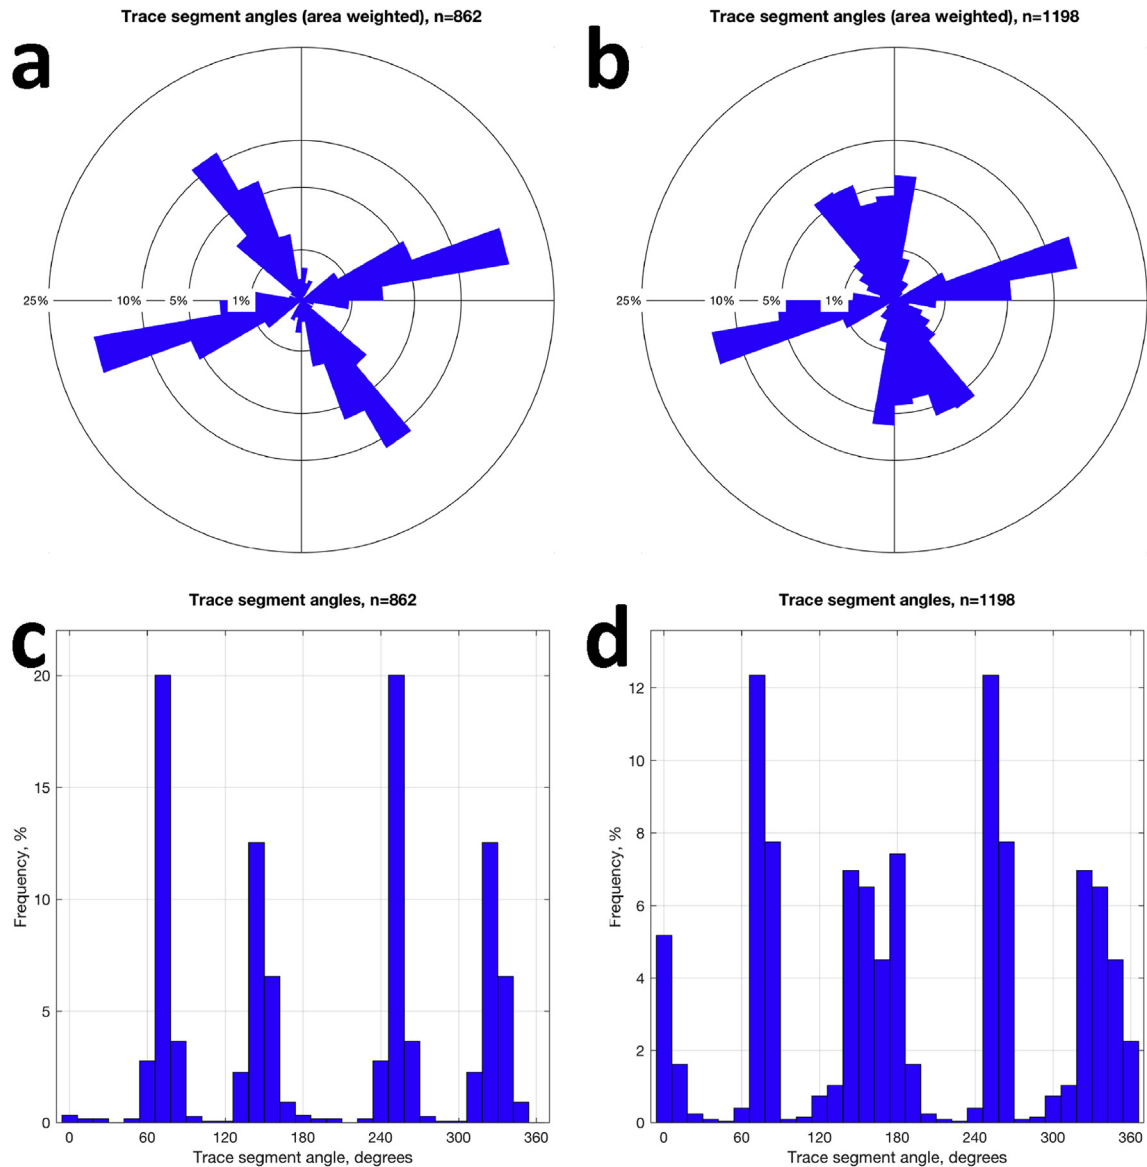 Trace segment angles (area weighted), n=862
Trace segment angles (area weighted), n=1198
a
b
25% 10% 5% 1%
25% 10% 5% 1%
Trace segment angles, n=862
Trace segment angles, n=1198
c
d
Frequency, %
20
15
10
5
0
0 60 120 180 240 300 360
Trace segment angle, degrees
Frequency, %
12
10
8
6
4
2
0
0 60 120 180 240 300 360
Trace segment angle, degrees